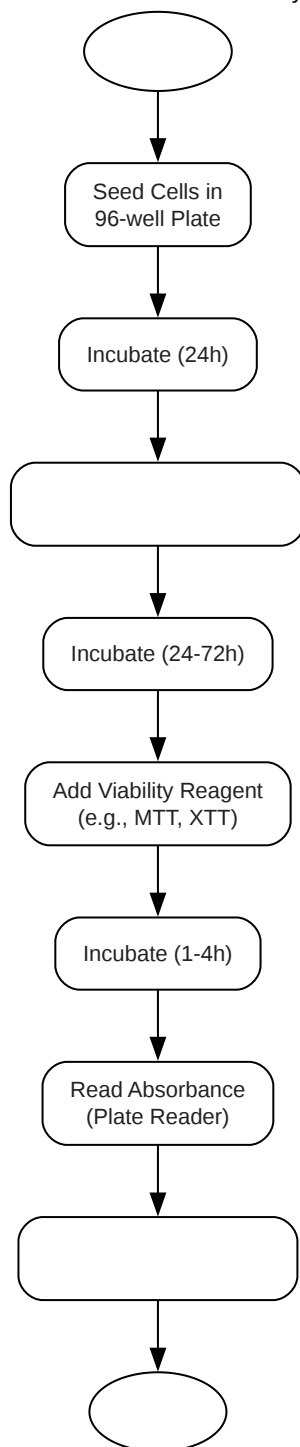 Seed Cells in
96-well Plate
Incubate (24h)
Incubate (24-72h)
Add Viability Reagent
(e.g., MTT, XTT)
Incubate (1-4h)
Read Absorbance
(Plate Reader)